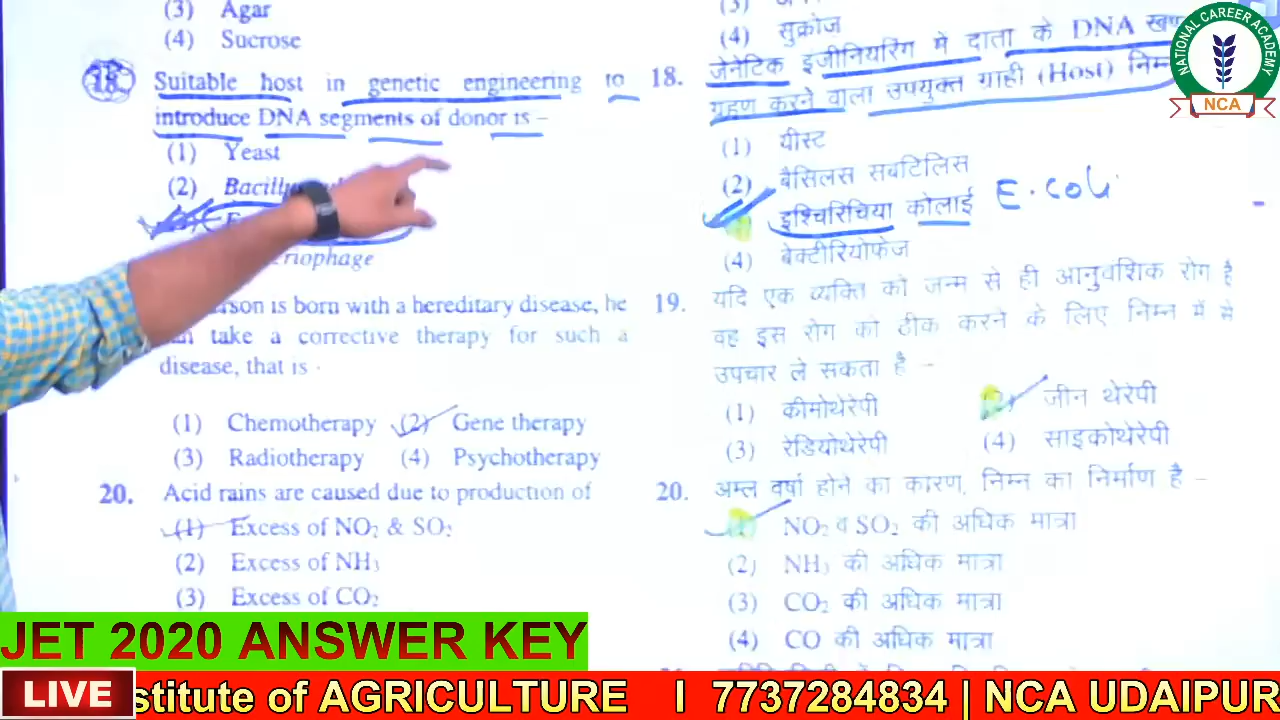 (3) Agar
(4) Sucrose
18. Suitable host in genetic engineering to
introduce DNA segments of donor is –
(1) Yeast
(2)
(1) Chemotherapy (2) Gene therapy
(3) Radiotherapy (4) Psychotherapy
person is born with a hereditary disease, he
take a corrective therapy for such a
disease, that is -
20. Acid rains are caused due to production of
(1) Excess of NO₂ & SO₂
(2) Excess of NH₃
(3) Excess of CO₂
(3)
(4) सुक्रोज
18. जेनेटिक इंजीनियरिंग मे दाता के DNA
ग्रहण करने वाला उपयुक्त ग्राही (Host)
(1) यीस्ट
(2) बैसिलस सबटिलिस
इश्चिरिचिया कोलाई E. coli
(4) बेक्टीरियोफेज
19. यदि एक व्यक्ति को जन्म से ही आनुवंशिक रोग है
वह इस रोग को ठीक करने के लिए निम्न में से
उपचार ले सकता है –
(1) कीमोथेरेपी (2) जीन थेरेपी
(3) रेडियोथेरेपी (4) साइकोथेरेपी
20. अम्ल वर्षा होने का कारण, निम्न का निर्माण है –
NO₂ व SO₂ की अधिक मात्रा
(2) NH₃ की अधिक मात्रा
(3) CO₂ की अधिक मात्रा
(4) CO की अधिक मात्रा
NATIONAL CAREER ACADEMY
NCA
JET 2020 ANSWER KEY
LIVE stitute of AGRICULTURE I 7737284834 | NCA UDAIPUR